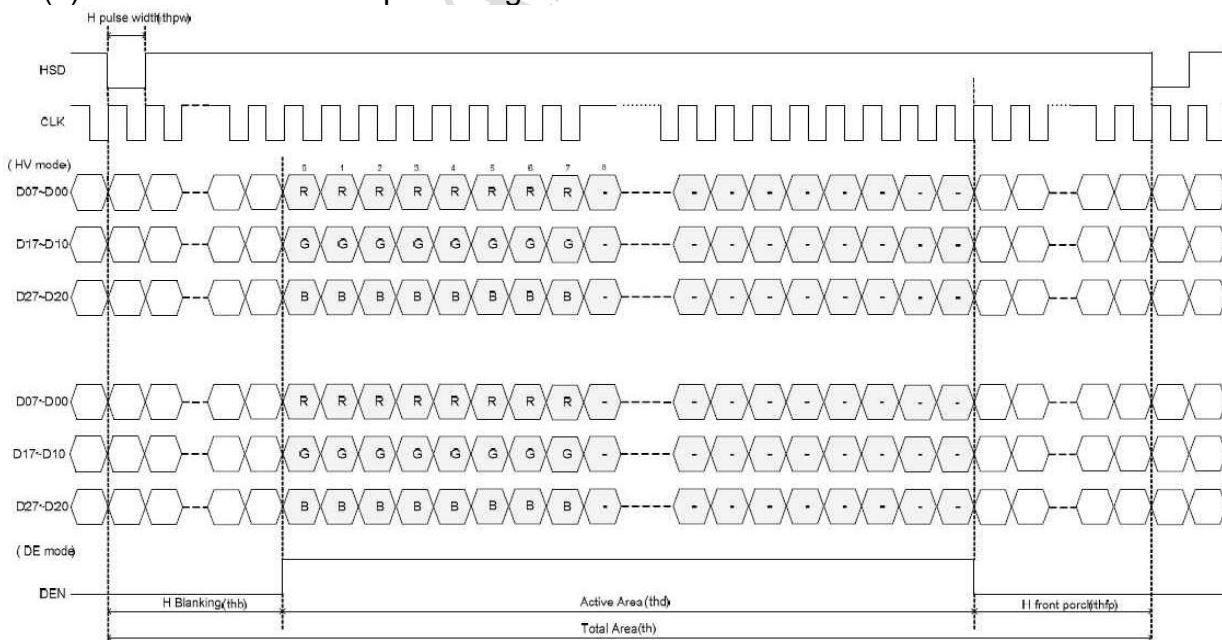 H pulse width(thpw)
HSD
CLK
(HV mode)
0 1 2 3 4 5 6 7 8
D07~D00 R R R R R R R R - - - - - - - - -
D17~D10 G G G G G G G G - - - - - - - - -
D27~D20 B B B B B B B B - - - - - - - - -
D07~D00 R R R R R R R R - - - - - - - - -
D17~D10 G G G G G G G G - - - - - - - - -
D27~D20 B B B B B B B B - - - - - - - - -
(DE mode)
DEN
H Blanking(thb) Active Area(thd) H front porch(thfp)
Total Area(th)